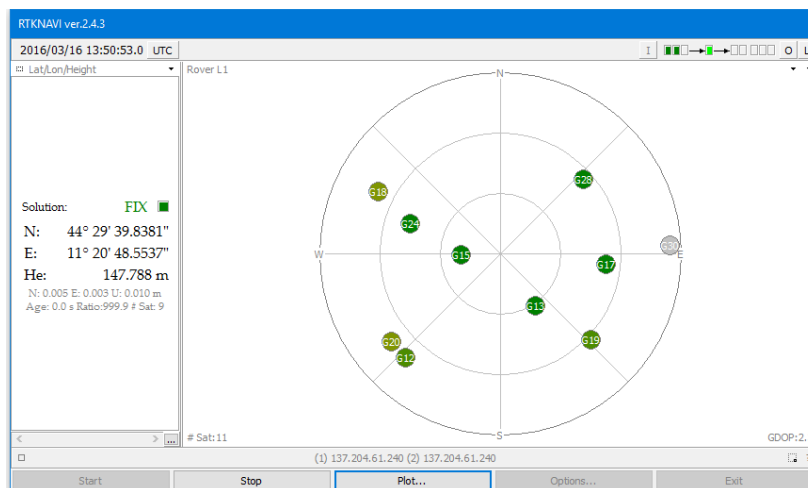 RTKNAVI ver.2.4.3
2016/03/16 13:50:53.0 UTC
I
O
Lat/Lon/Height
Rover L1
N
G28
G18
G24
G30
W
G15
E
G17
G13
G20
G19
G12
S
Solution: FIX
N: 44° 29' 39.8381"
E: 11° 20' 48.5537"
He: 147.788 m
N: 0.005 E: 0.003 U: 0.010 m
Age: 0.0 s Ratio:999.9 # Sat: 9
...
# Sat:11
GDOP:2.
(1) 137.204.61.240 (2) 137.204.61.240
Start
Stop
Plot...
Options...
Exit